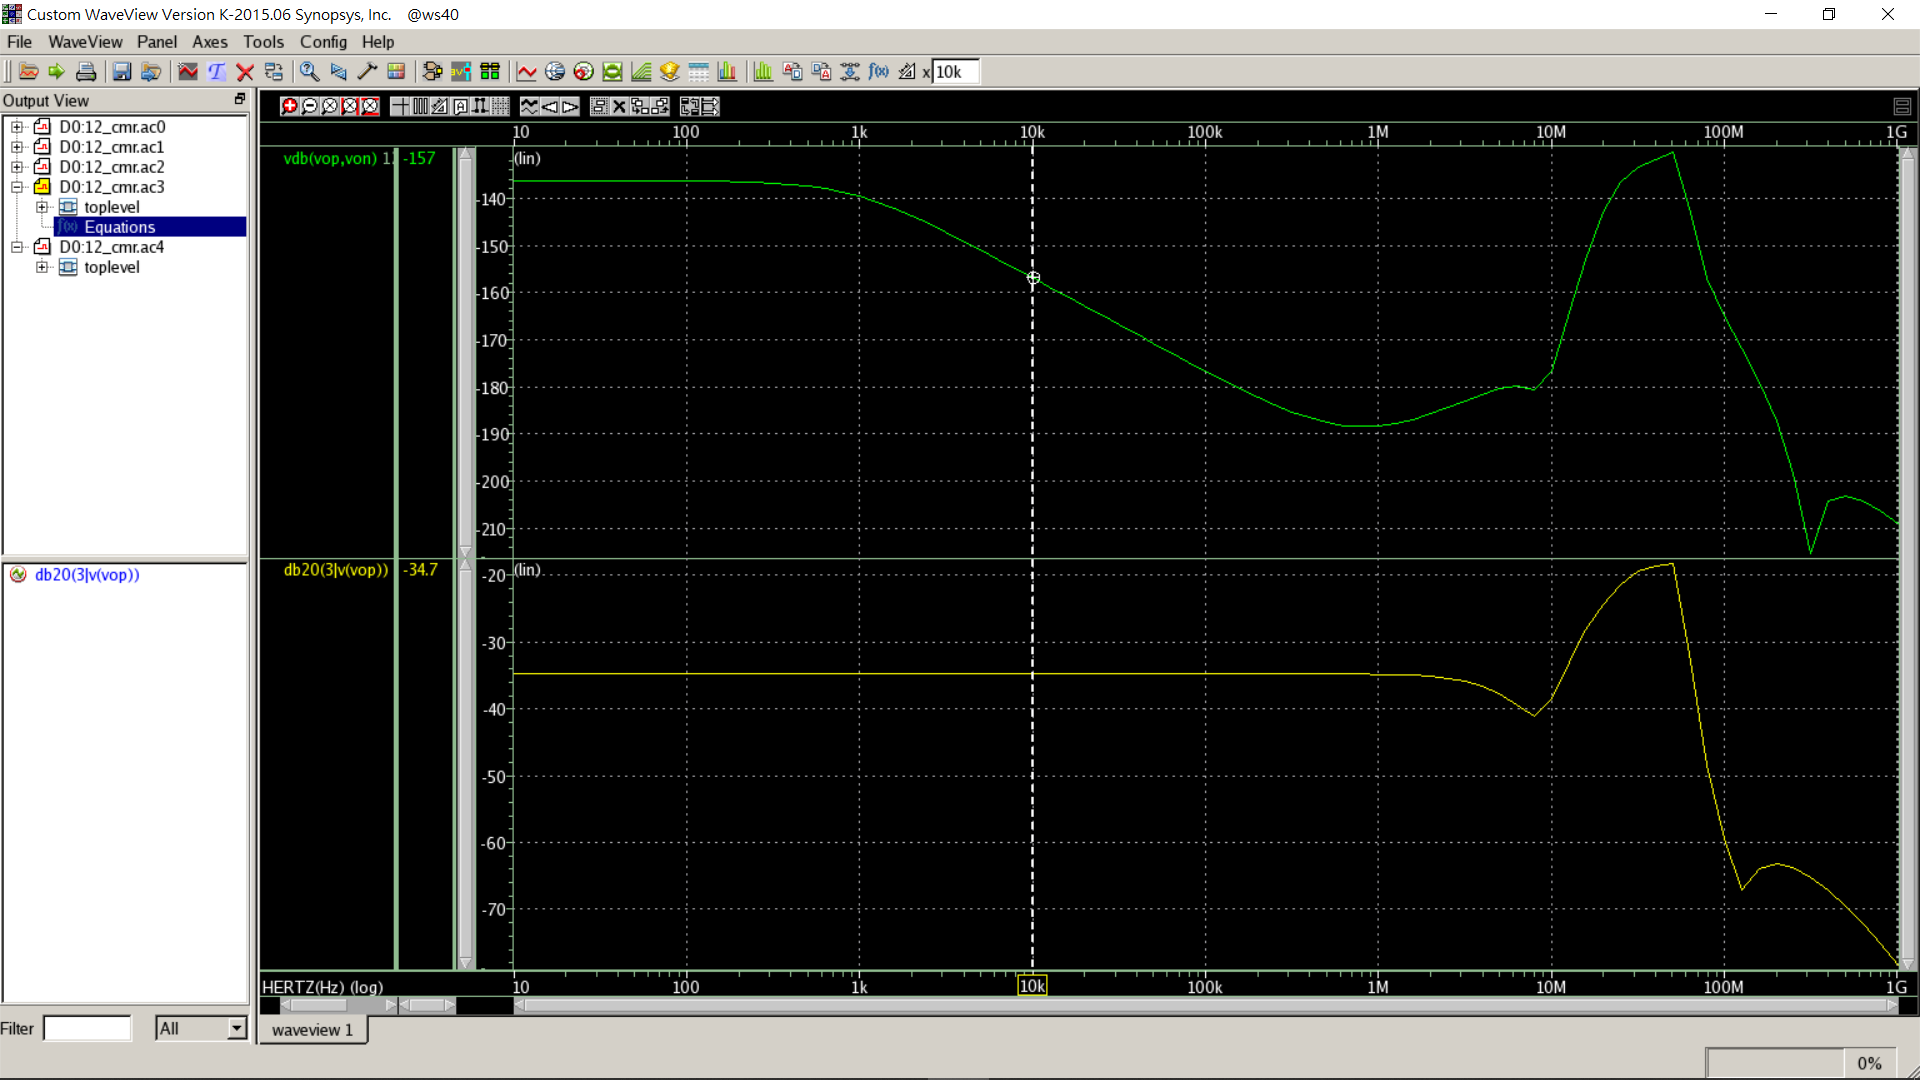 Custom WaveView Version K-2015.06 Synopsys, Inc. @ws40
File WaveView Panel Axes Tools Config Help
x 10k
Output View
D0:12_cmr.ac0
D0:12_cmr.ac1
D0:12_cmr.ac2
D0:12_cmr.ac3
toplevel
f(x) Equations
D0:12_cmr.ac4
toplevel
db20(3|v(vop))
Filter
All
10 100 1k 10k 100k 1M 10M 100M 1G
vdb(vop,von) -157
(lin)
-140
-150
-160
-170
-180
-190
-200
-210
db20(3|v(vop)) -34.7
(lin)
-20
-30
-40
-50
-60
-70
HERTZ(Hz) (log) 10 100 1k 10k 100k 1M 10M 100M 1G
waveview 1
0%